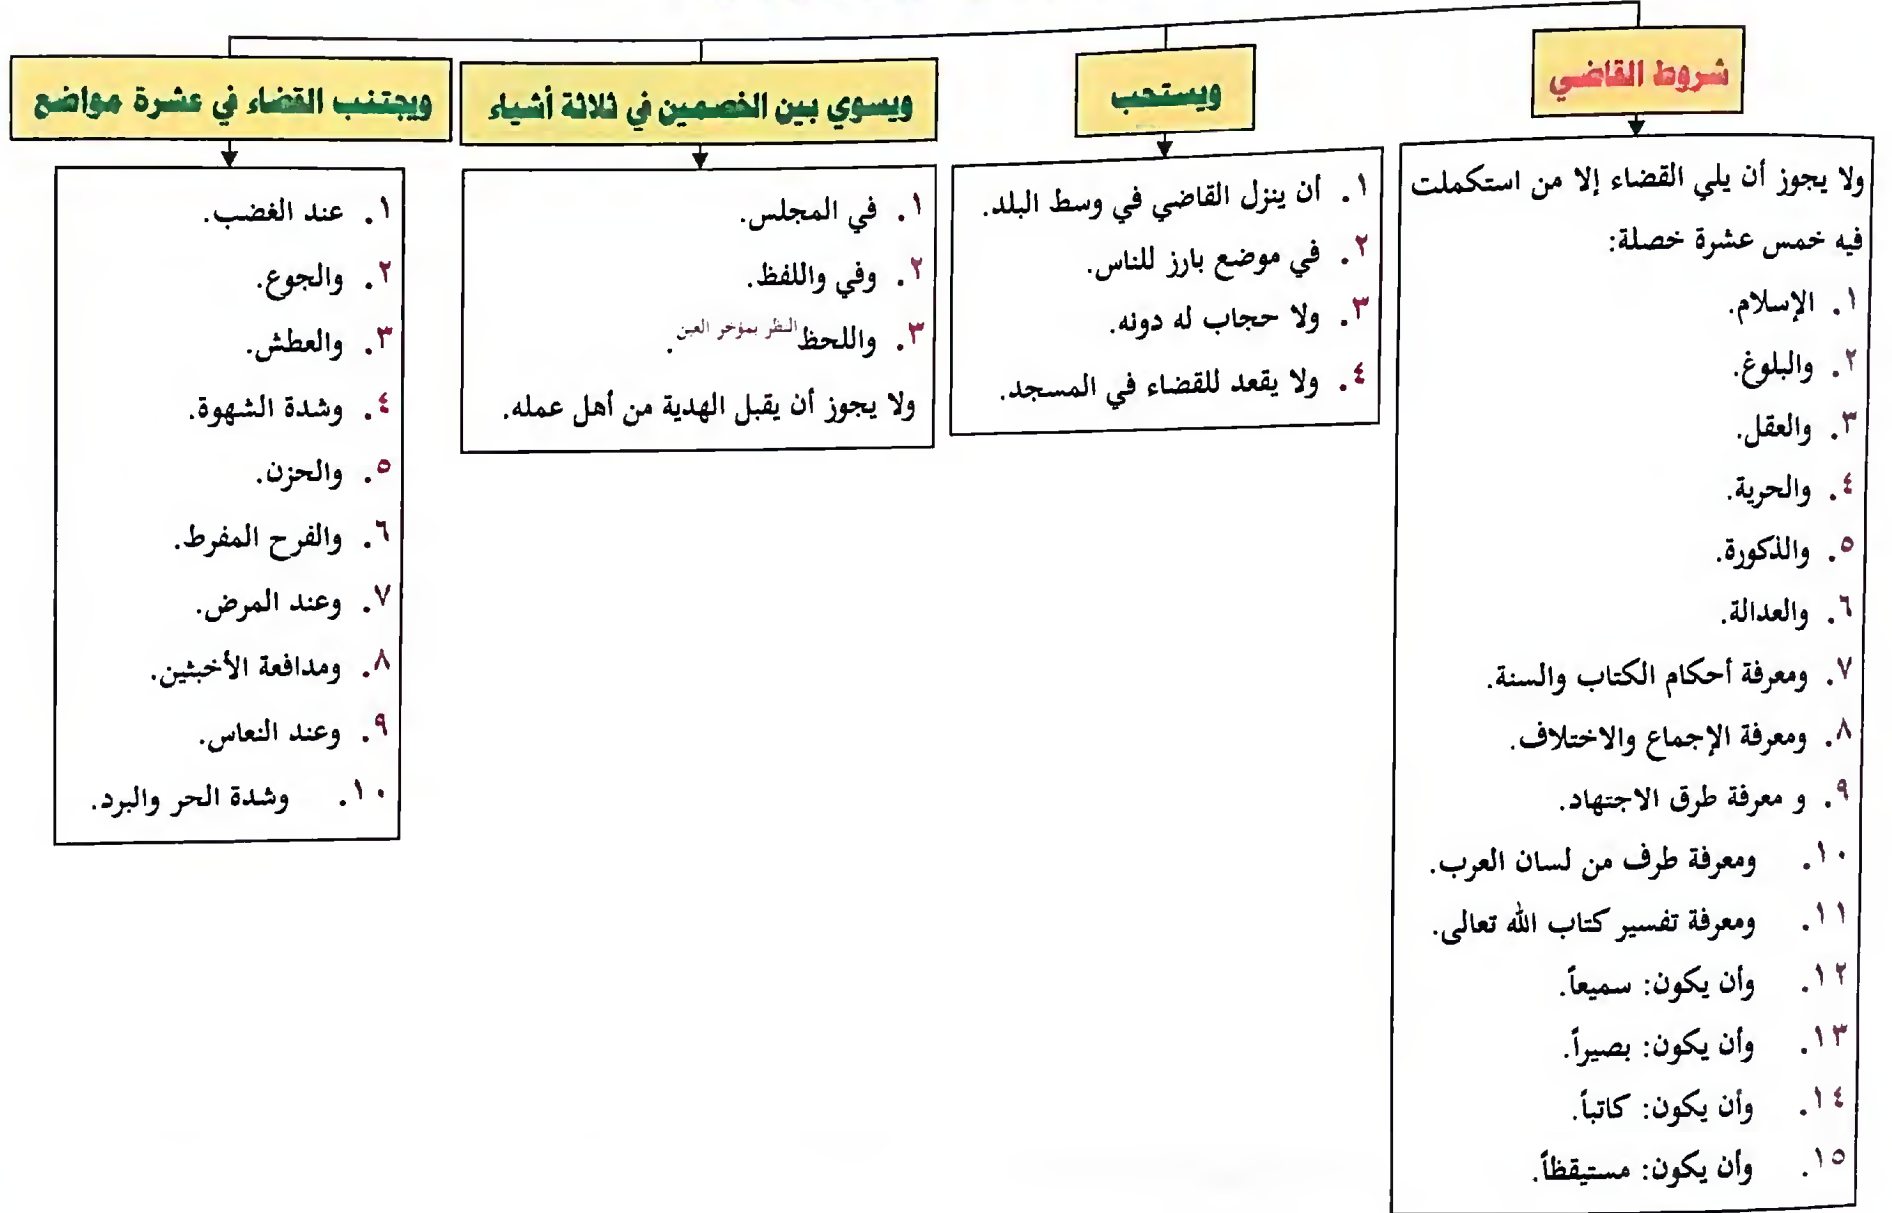 شروط القاضي
ولا يجوز أن يلي القضاء إلا من استكملت
فيه خمس عشرة خصلة:
١. الإسلام.
٢. والبلوغ.
٣. والعقل.
٤. والحرية.
٥. والذكورة.
٦. والعدالة.
٧. ومعرفة أحكام الكتاب والسنة.
٨. ومعرفة الإجماع والاختلاف.
٩. و معرفة طرق الاجتهاد.
١٠. ومعرفة طرف من لسان العرب.
١١. ومعرفة تفسير كتاب الله تعالى.
١٢. وأن يكون: سميعاً.
١٣. وأن يكون: بصيراً.
١٤. وأن يكون: كاتباً.
١٥. وأن يكون: مستيقظاً.
ويستحب
١. أن ينزل القاضي في وسط البلد.
٢. في موضع بارز للناس.
٣. ولا حجاب له دونه.
٤. ولا يقعد للقضاء في المسجد.
ويسوي بين الخصمين في ثلاثة أشياء
١. في المجلس.
٢. وفي واللفظ.
٣. واللحظ النظر بمؤخر العين.
ولا يجوز أن يقبل الهدية من أهل عمله.
ويجتنب القضاء في عشرة مواضع
١. عند الغضب.
٢. والجوع.
٣. والعطش.
٤. وشدة الشهوة.
٥. والحزن.
٦. والفرح المفرط.
٧. وعند المرض.
٨. ومدافعة الأخبثين.
٩. وعند النعاس.
١٠. وشدة الحر والبرد.